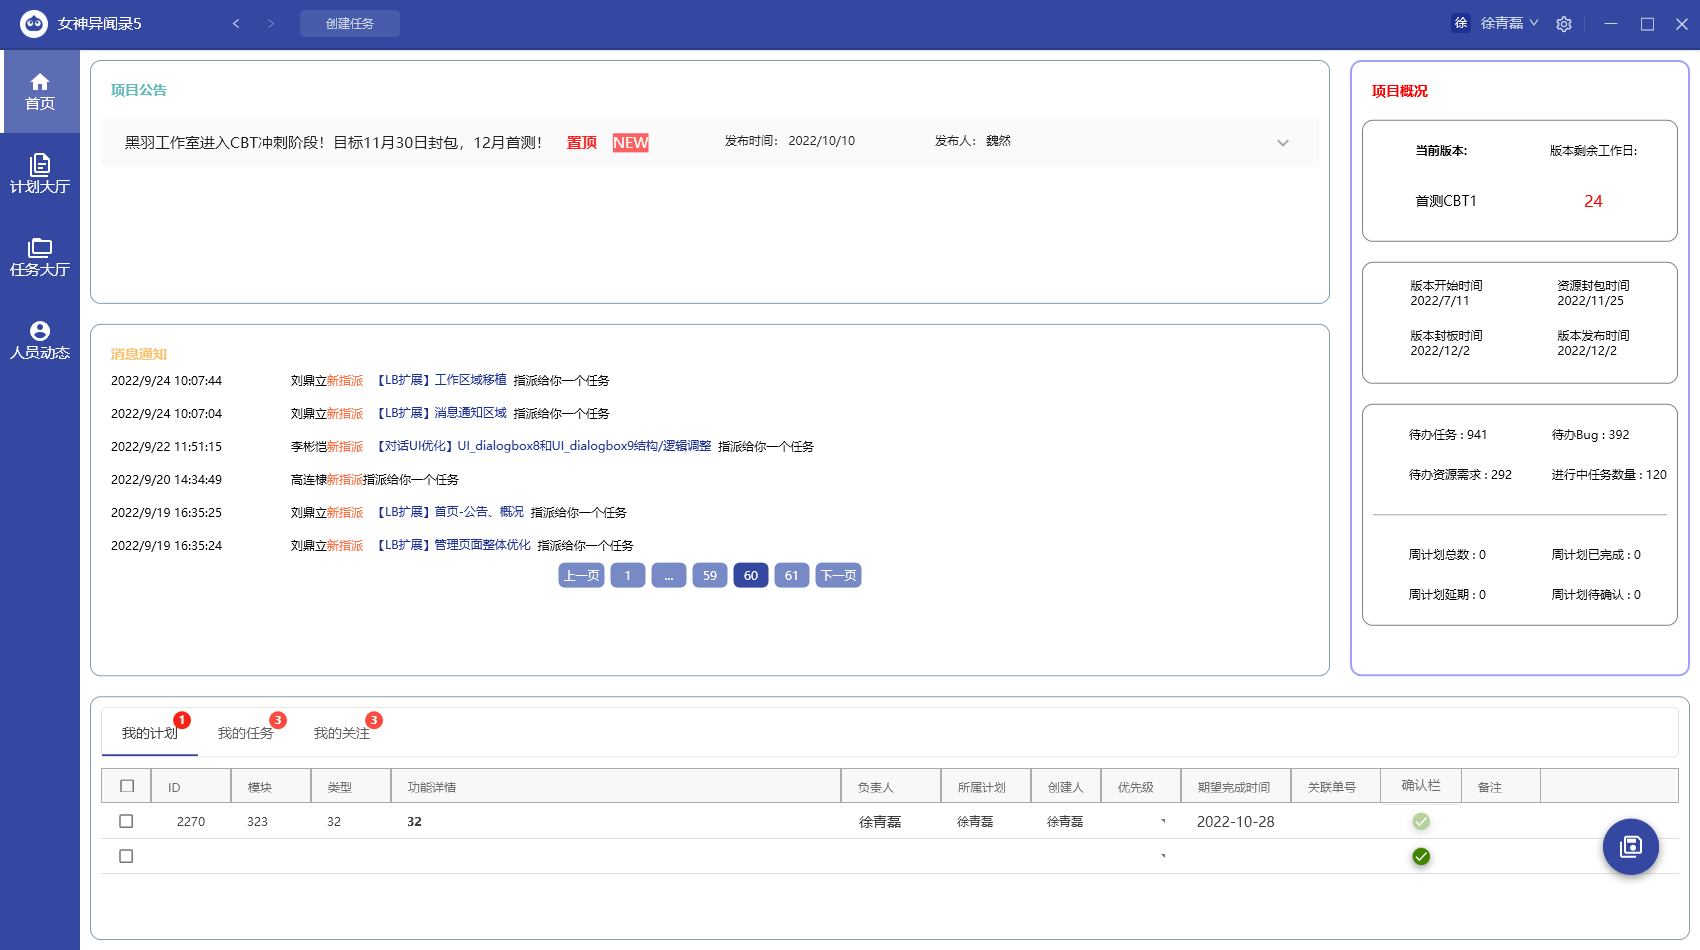 女神异闻录5
创建任务
徐 徐青磊
首页
计划大厅
任务大厅
人员动态
项目公告
黑羽工作室进入CBT冲刺阶段！目标11月30日封包，12月首测！ 置顶 NEW 发布时间： 2022/10/10 发布人： 魏然
消息通知
2022/9/24 10:07:44 刘鼎立新指派 【LB扩展】工作区域移植 指派给你一个任务
2022/9/24 10:07:04 刘鼎立新指派 【LB扩展】消息通知区域 指派给你一个任务
2022/9/22 11:51:15 李彬恺新指派 【对话UI优化】UI_dialogbox8和UI_dialogbox9结构/逻辑调整 指派给你一个任务
2022/9/20 14:34:49 高连棣新指派指派给你一个任务
2022/9/19 16:35:25 刘鼎立新指派 【LB扩展】首页-公告、概况 指派给你一个任务
2022/9/19 16:35:24 刘鼎立新指派 【LB扩展】管理页面整体优化 指派给你一个任务
上一页 1 ... 59 60 61 下一页
项目概况
当前版本: 版本剩余工作日:
首测CBT1 24
版本开始时间 资源封包时间
2022/7/11 2022/11/25
版本封板时间 版本发布时间
2022/12/2 2022/12/2
待办任务 : 941 待办Bug : 392
待办资源需求 : 292 进行中任务数量 : 120
周计划总数 : 0 周计划已完成 : 0
周计划延期 : 0 周计划待确认 : 0
我的计划 1 我的任务 3 我的关注 3
ID 模块 类型 功能详情 负责人 所属计划 创建人 优先级 期望完成时间 关联单号 确认栏 备注
2270 323 32 32 徐青磊 徐青磊 徐青磊 2022-10-28